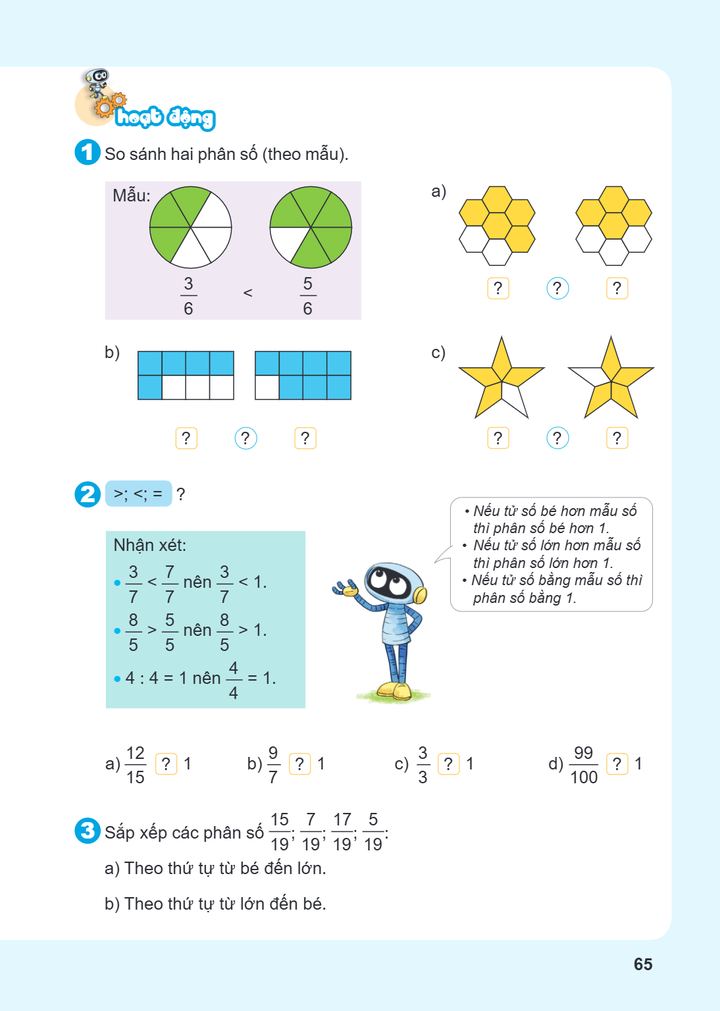 hoạt động
1 So sánh hai phân số (theo mẫu).
Mẫu:
3/6 < 5/6
a)
? ? ?
b)
? ? ?
c)
? ? ?
2 >; <; = ?
Nhận xét:
• 3/7 < 7/7 nên 3/7 < 1.
• 8/5 > 5/5 nên 8/5 > 1.
• 4 : 4 = 1 nên 4/4 = 1.
• Nếu tử số bé hơn mẫu số
thì phân số bé hơn 1.
• Nếu tử số lớn hơn mẫu số
thì phân số lớn hơn 1.
• Nếu tử số bằng mẫu số thì
phân số bằng 1.
a) 12/15 ? 1 b) 9/7 ? 1 c) 3/3 ? 1 d) 99/100 ? 1
3 Sắp xếp các phân số 15/19; 7/19; 17/19; 5/19:
a) Theo thứ tự từ bé đến lớn.
b) Theo thứ tự từ lớn đến bé.
65